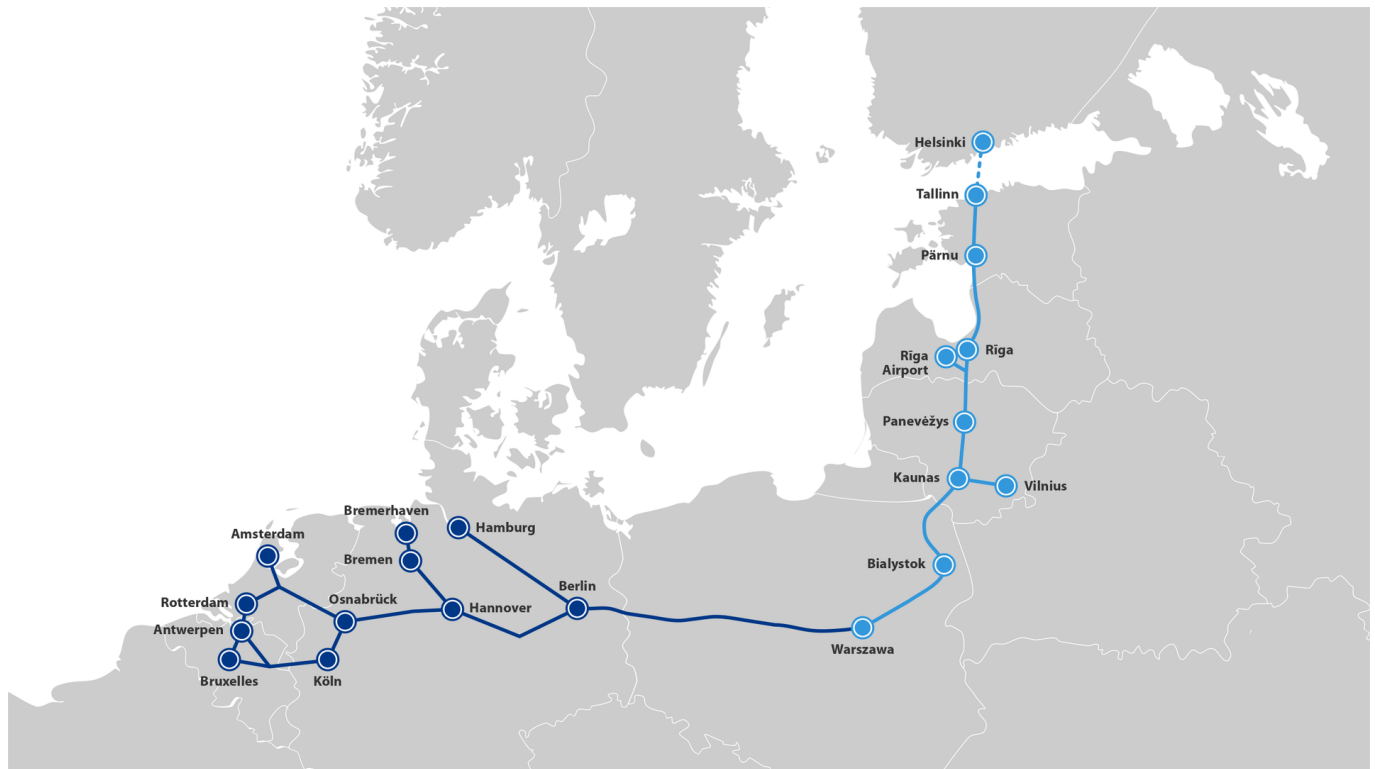 Helsinki
Tallinn
Pärnu
Rīga
Rīga
Airport
Panevėžys
Kaunas
Vilnius
Bremerhaven
Hamburg
Amsterdam
Bremen
Bialystok
Berlin
Osnabrück
Rotterdam
Hannover
Antwerpen
Warszawa
Bruxelles
Köln